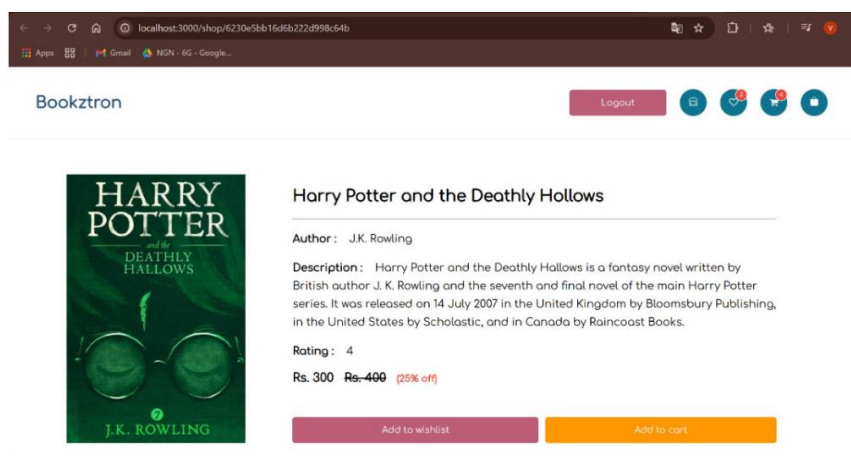 localhost:3000/shop/6230e5bb16d6b222d998c64b
V
Apps
Gmail
NGN - 6G - Google...
Bookztron
Logout
2
4
HARRY
POTTER
and the
DEATHLY
HALLOWS
7
J.K. ROWLING
Harry Potter and the Deathly Hollows
Author : J.K. Rowling
Description : Harry Potter and the Deathly Hallows is a fantasy novel written by
British author J. K. Rowling and the seventh and final novel of the main Harry Potter
series. It was released on 14 July 2007 in the United Kingdom by Bloomsbury Publishing,
in the United States by Scholastic, and in Canada by Raincoast Books.
Rating : 4
Rs. 300 Rs. 400 (25% off)
Add to wishlist
Add to cart